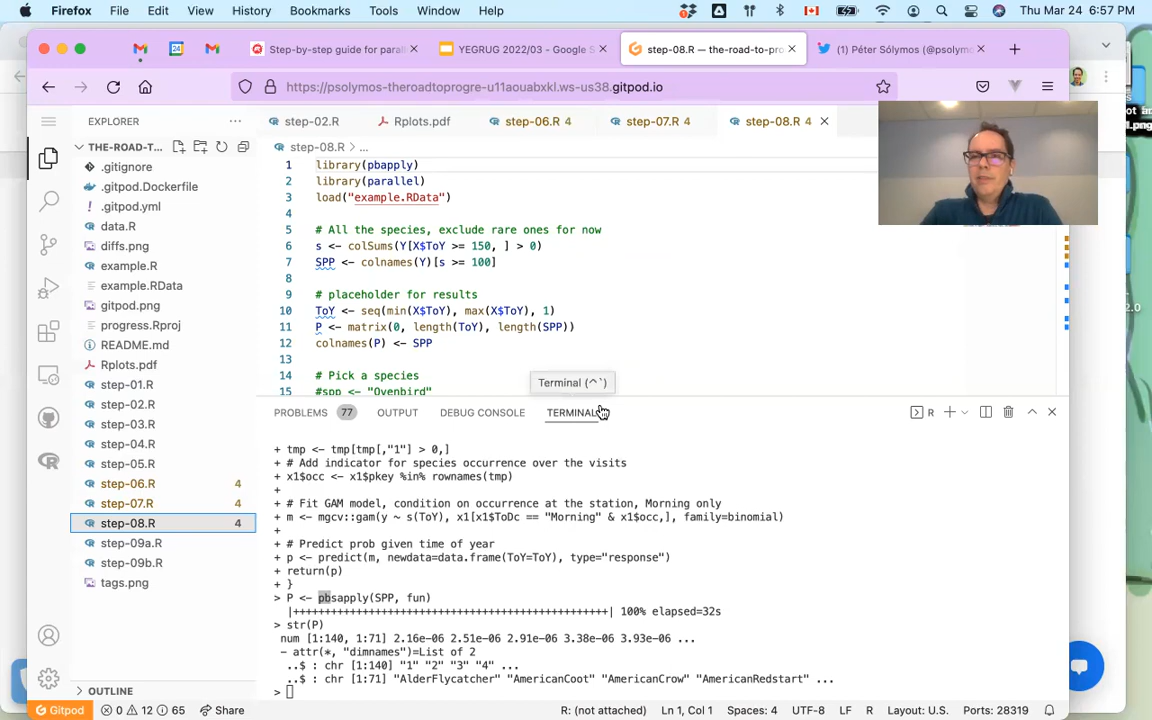 Firefox File Edit View History Bookmarks Tools Window Help Thu Mar 24 6:57 PM
Step-by-step guide for paral × YEGRUG 2022/03 - Google S × step-08.R — the-road-to-pro × (1) Péter Sólymos (@psolymo ×
https://psolymos-theroadtoprogre-u11aouabxkl.ws-us38.gitpod.io
EXPLORER
step-02.R Rplots.pdf step-06.R 4 step-07.R 4 step-08.R 4
THE-ROAD-T...
step-08.R > ...
.gitignore
.gitpod.Dockerfile
.gitpod.yml
data.R
diffs.png
example.R
example.RData
gitpod.png
progress.Rproj
README.md
Rplots.pdf
step-01.R
step-02.R
step-03.R
step-04.R
step-05.R
step-06.R 4
step-07.R 4
step-08.R 4
step-09a.R
step-09b.R
tags.png
OUTLINE
1 library(pbapply)
2 library(parallel)
3 load("example.RData")
4
5 # All the species, exclude rare ones for now
6 s <- colSums(Y[X$ToY >= 150, ] > 0)
7 SPP <- colnames(Y)[s >= 100]
8
9 # placeholder for results
10 ToY <- seq(min(X$ToY), max(X$ToY), 1)
11 P <- matrix(0, length(ToY), length(SPP))
12 colnames(P) <- SPP
13
14 # Pick a species
15 #spp <- "Ovenbird"
Terminal (^`)
PROBLEMS 77 OUTPUT DEBUG CONSOLE TERMINAL R
+ tmp <- tmp[tmp[,"1"] > 0,]
+ # Add indicator for species occurrence over the visits
+ x1$occ <- x1$pkey %in% rownames(tmp)
+
+ # Fit GAM model, condition on occurrence at the station, Morning only
+ m <- mgcv::gam(y ~ s(ToY), x1[x1$ToDc == "Morning" & x1$occ,], family=binomial)
+
+ # Predict prob given time of year
+ p <- predict(m, newdata=data.frame(ToY=ToY), type="response")
+ return(p)
+ }
> P <- pbsapply(SPP, fun)
|++++++++++++++++++++++++++++++++++++++++++++++++++| 100% elapsed=32s
> str(P)
num [1:140, 1:71] 2.16e-06 2.51e-06 2.91e-06 3.38e-06 3.93e-06 ...
- attr(*, "dimnames")=List of 2
..$ : chr [1:140] "1" "2" "3" "4" ...
..$ : chr [1:71] "AlderFlycatcher" "AmericanCoot" "AmericanCrow" "AmericanRedstart" ...
>
Gitpod 0 12 65 Share R: (not attached) Ln 1, Col 1 Spaces: 4 UTF-8 LF R Layout: U.S. Ports: 28319